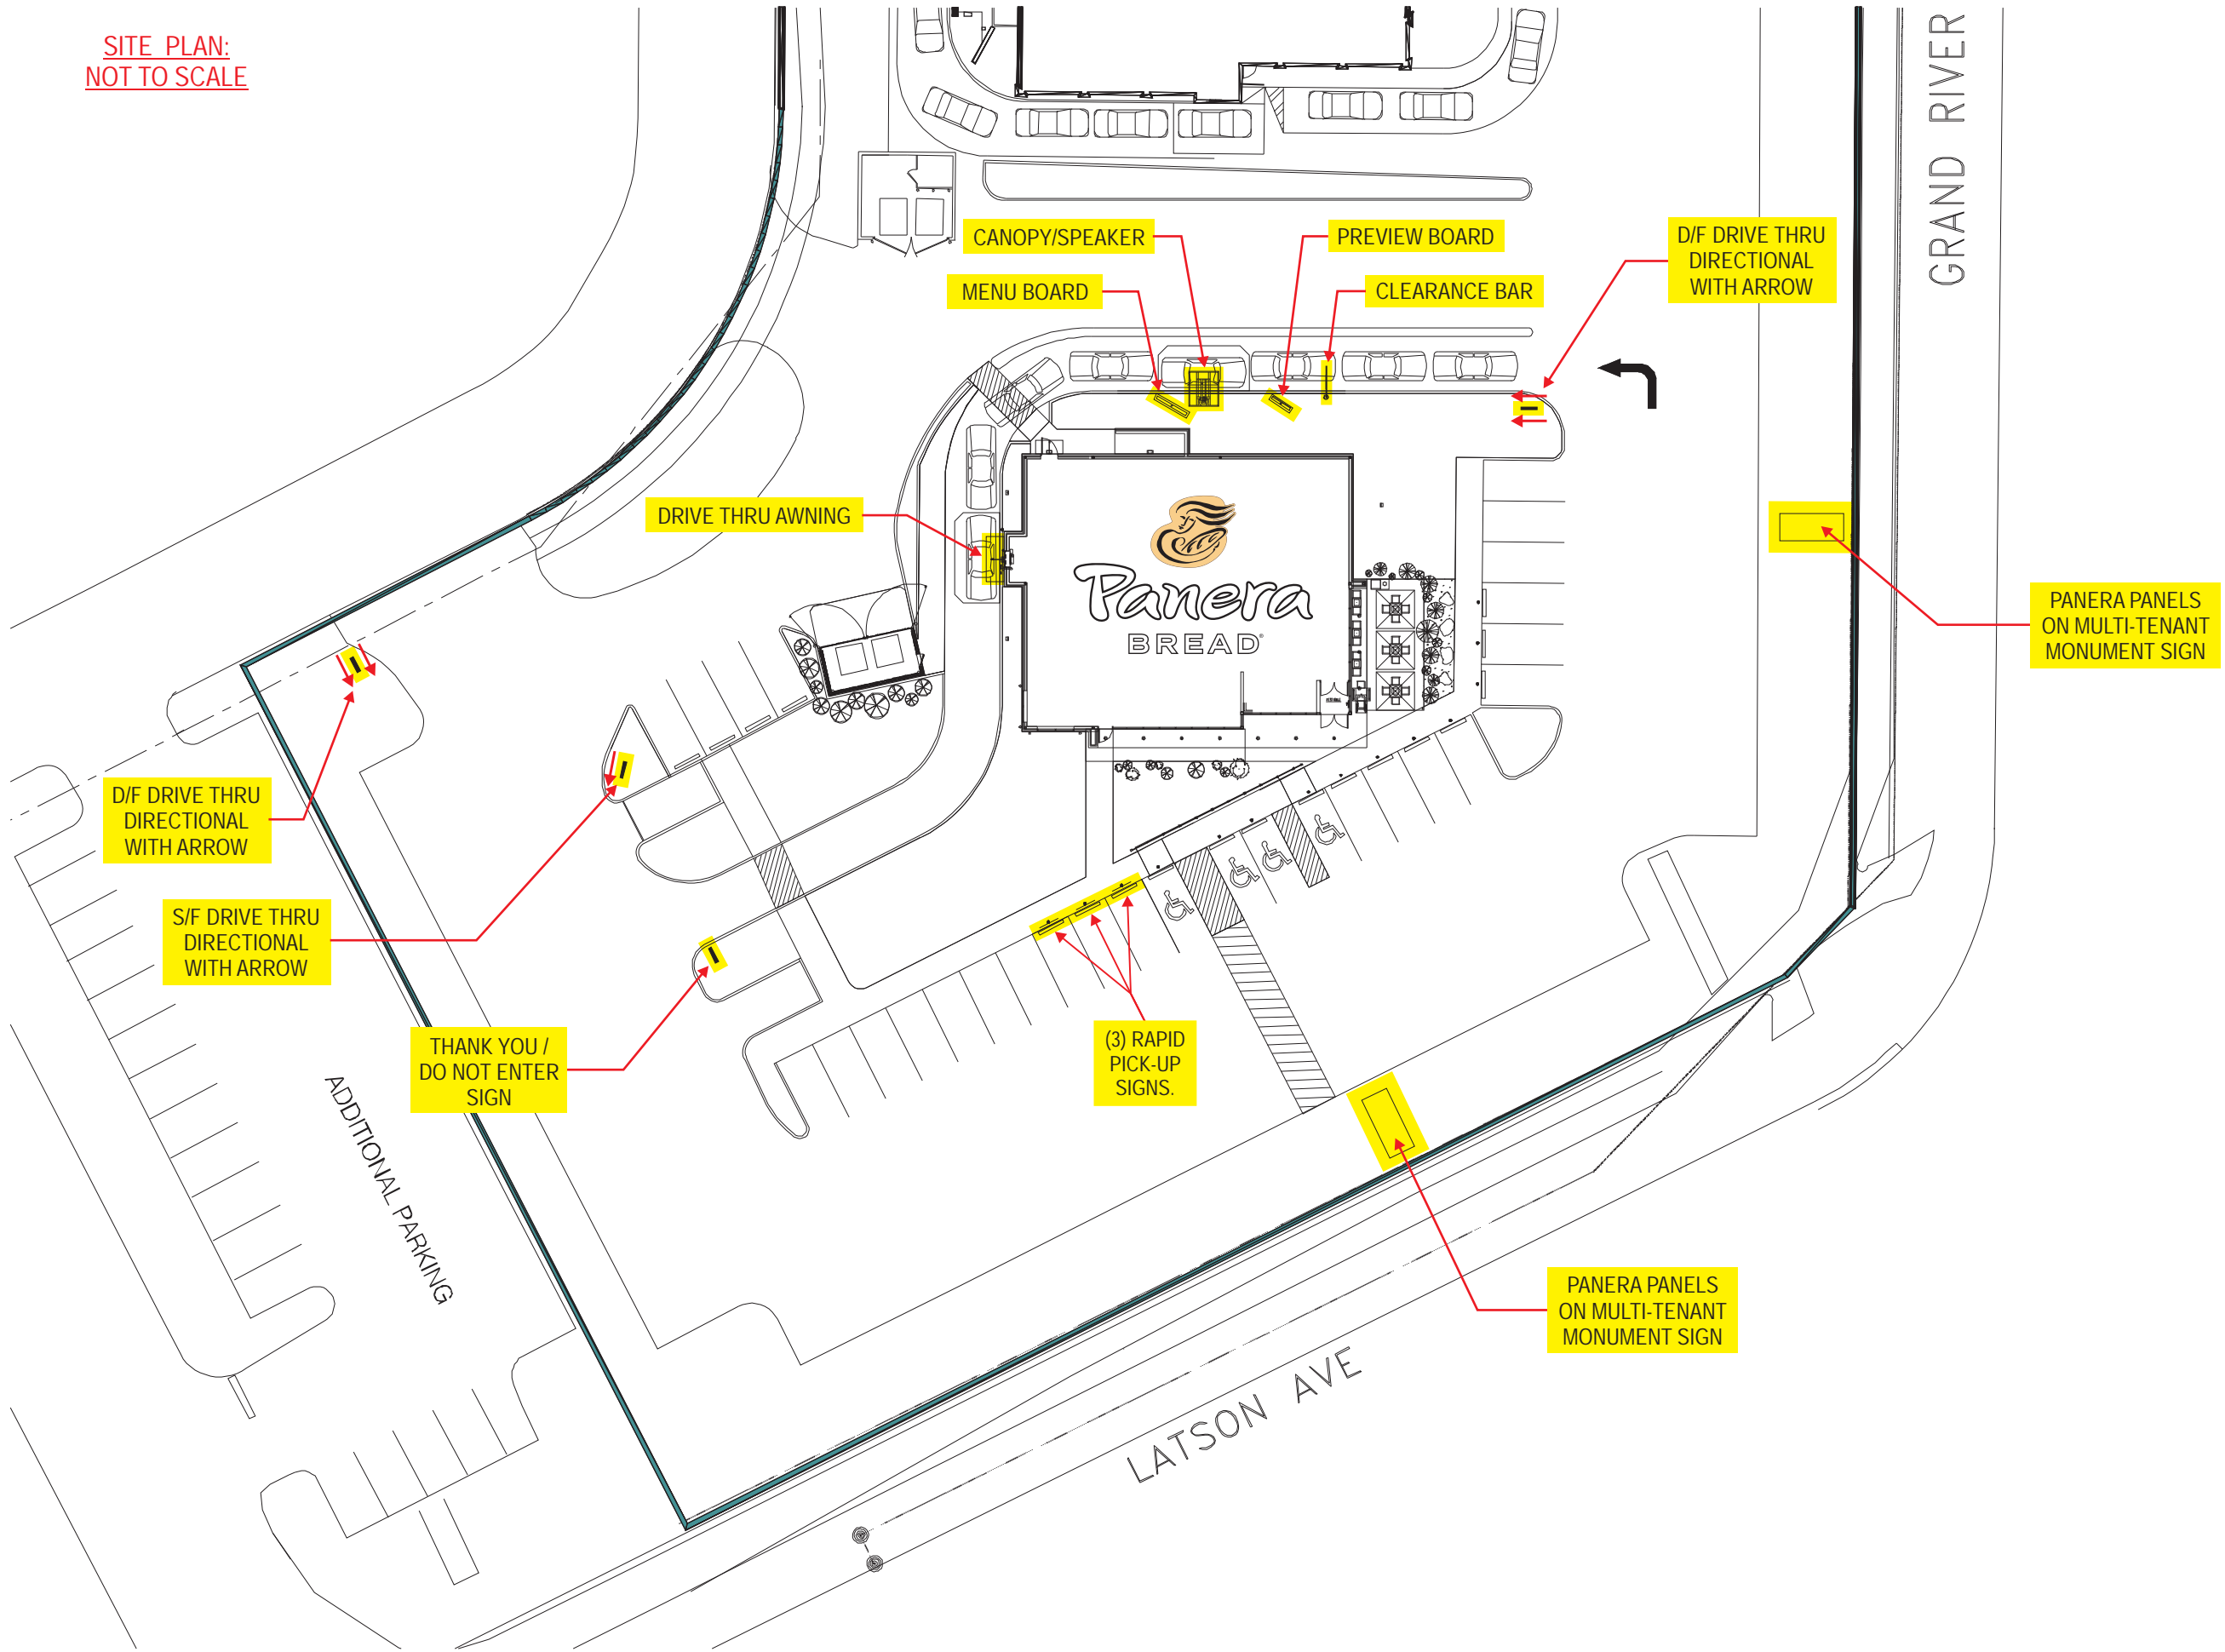 SITE PLAN:
NOT TO SCALE
GRAND RIVER
CANOPY/SPEAKER
PREVIEW BOARD
D/F DRIVE THRU
DIRECTIONAL
WITH ARROW
MENU BOARD
CLEARANCE BAR
DRIVE THRU AWNING
Panera
BREAD
PANERA PANELS
ON MULTI-TENANT
MONUMENT SIGN
D/F DRIVE THRU
DIRECTIONAL
WITH ARROW
S/F DRIVE THRU
DIRECTIONAL
WITH ARROW
THANK YOU /
DO NOT ENTER
SIGN
(3) RAPID
PICK-UP
SIGNS.
ADDITIONAL PARKING
PANERA PANELS
ON MULTI-TENANT
MONUMENT SIGN
LATSON AVE